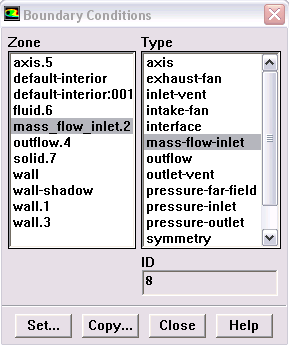 Boundary Conditions
Zone
axis.5
default-interior
default-interior:001
fluid.6
mass_flow_inlet.2
outflow.4
solid.7
wall
wall-shadow
wall.1
wall.3
Type
axis
exhaust-fan
inlet-vent
intake-fan
interface
mass-flow-inlet
outflow
outlet-vent
pressure-far-field
pressure-inlet
pressure-outlet
symmetry
ID
8
Set... Copy... Close Help